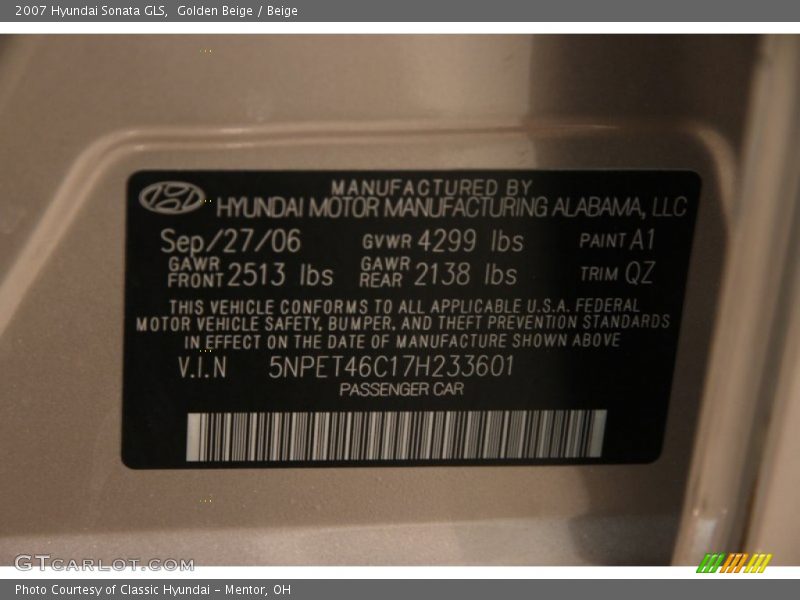 2007 Hyundai Sonata GLS,  Golden Beige / Beige
MANUFACTURED BY
HYUNDAI MOTOR MANUFACTURING ALABAMA, LLC
Sep/27/06 GVWR 4299 lbs PAINT A1
GAWR FRONT 2513 lbs GAWR REAR 2138 lbs TRIM QZ
THIS VEHICLE CONFORMS TO ALL APPLICABLE U.S.A. FEDERAL
MOTOR VEHICLE SAFETY, BUMPER, AND THEFT PREVENTION STANDARDS
IN EFFECT ON THE DATE OF MANUFACTURE SHOWN ABOVE
V.I.N 5NPET46C17H233601
PASSENGER CAR
GTCARLOT.COM
Photo Courtesy of Classic Hyundai - Mentor, OH